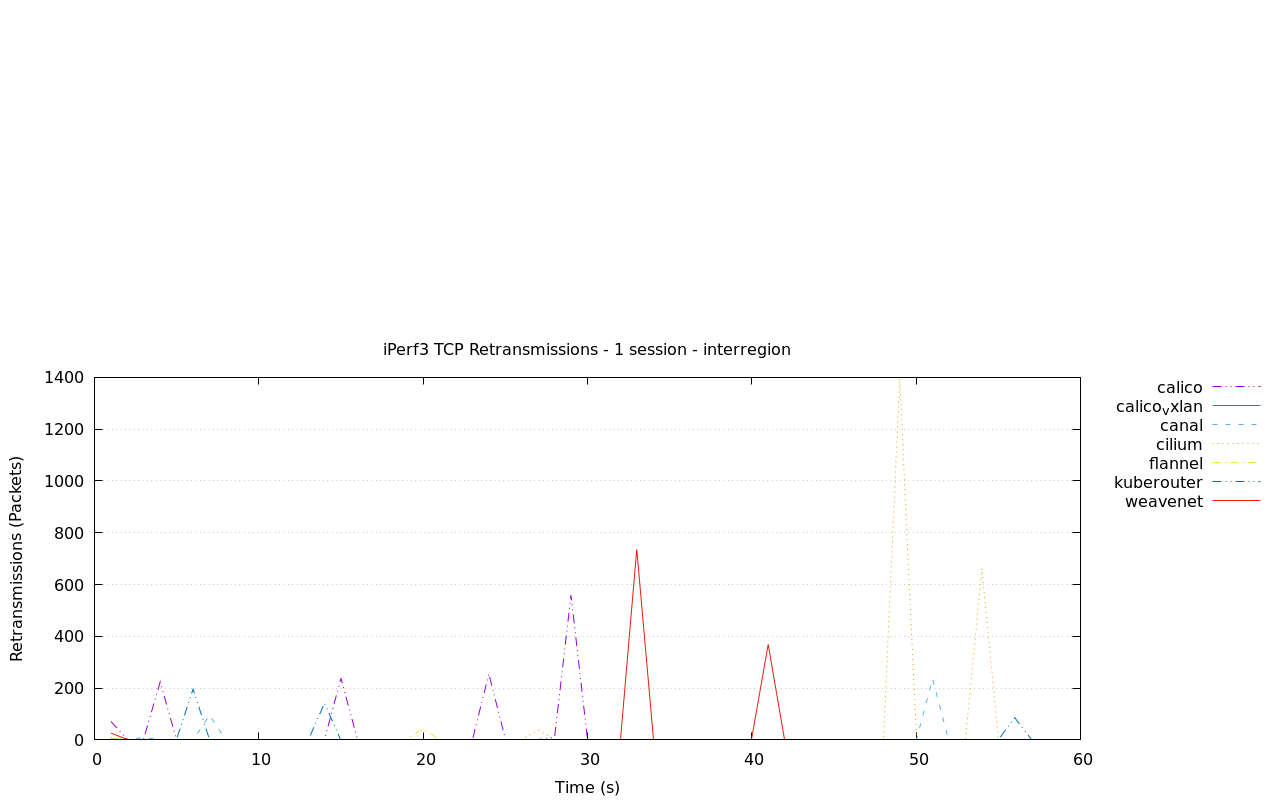 iPerf3 TCP Retransmissions - 1 session - interregion
1400
1200
1000
800
600
400
200
0
Retransmissions (Packets)
0 10 20 30 40 50 60
Time (s)
calico
calicovxlan
canal
cilium
flannel
kuberouter
weavenet